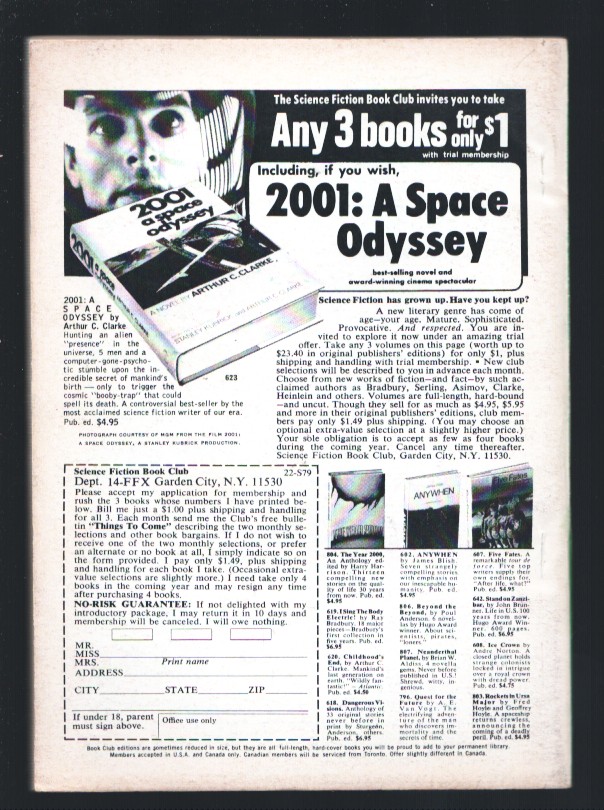 The Science Fiction Book Club invites you to take
Any 3 books for only $1
with trial membership
Including, if you wish,
2001: A Space
Odyssey
best-selling novel and
award-winning cinema spectacular
2001
a space
odyssey
A NOVEL BY ARTHUR C. CLARKE
623
2001: A
SPACE
ODYSSEY by
Arthur C. Clarke
Hunting an alien
"presence" in the
universe, 5 men and a
computer-gone-psycho-
tic stumble upon the in-
credible secret of mankind's
birth — only to trigger the
cosmic "booby-trap" that could
spell its death. A controversial best-seller by the
most acclaimed science fiction writer of our era.
Pub. ed. $4.95
PHOTOGRAPH COURTESY OF MGM FROM THE FILM 2001:
A SPACE ODYSSEY, A STANLEY KUBRICK PRODUCTION.
Science Fiction has grown up. Have you kept up?
A new literary genre has come of
age—your age. Mature. Sophisticated.
Provocative. And respected. You are in-
vited to explore it now under an amazing trial
offer. Take any 3 volumes on this page (worth up to
$23.40 in original publishers' editions) for only $1, plus
shipping and handling with trial membership. • New club
selections will be described to you in advance each month.
Choose from new works of fiction—and fact—by such ac-
claimed authors as Bradbury, Serling, Asimov, Clarke,
Heinlein and others. Volumes are full-length, hard-bound
—and uncut. Though they sell for as much as $4.95, $5.95
and more in their original publishers' editions, club mem-
bers pay only $1.49 plus shipping. (You may choose an
optional extra-value selection at a slightly higher price.)
Your sole obligation is to accept as few as four books
during the coming year. Cancel any time thereafter.
Science Fiction Book Club, Garden City, N.Y. 11530.
Science Fiction Book Club 22-S79
Dept. 14-FFX Garden City, N.Y. 11530
Please accept my application for membership and
rush the 3 books whose numbers I have printed be-
low. Bill me just a $1.00 plus shipping and handling
for all 3. Each month send me the Club's free bulle-
tin "Things To Come" describing the two monthly se-
lections and other book bargains. If I do not wish to
receive one of the two monthly selections, or prefer
an alternate or no book at all, I simply indicate so on
the form provided. I pay only $1.49, plus shipping
and handling for each book I take. (Occasional extra-
value selections are slightly more.) I need take only 4
books in the coming year and may resign any time
after purchasing 4 books.
NO-RISK GUARANTEE: If not delighted with my
introductory package, I may return it in 10 days and
membership will be canceled. I will owe nothing.
MR.
MISS
MRS. Print name
ADDRESS
CITY STATE ZIP
If under 18, parent
must sign above.
Office use only
ANYWHEN
Five Fates
804. The Year 2000,
An Anthology ed-
ited by Harry Har-
rison. Thirteen
compelling new
stories on the qual-
ity of life 30 years
from now. Pub. ed.
$4.95
619. I Sing The Body
Electric! by Ray
Bradbury. 18 major
pieces—Bradbury's
first collection in
five years. Pub. ed.
$6.95
620. Childhood's
End, by Arthur C.
Clarke. Mankind's
last generation on
earth. "Wildly fan-
tastic" — Atlantic.
Pub. ed. $4.50
618. Dangerous Vi-
sions. Anthology of
33 original stories
never before in
print by Sturgeon,
Anderson, others.
Pub. ed. $6.95
602. ANYWHEN
by James Blish.
Seven strangely
compelling stories
with emphasis on
our inescapable hu-
manity. Pub. ed.
$4.95
806. Beyond the
Beyond, by Poul
Anderson. 6 novel-
las by Hugo Award
winner. About sci-
entists, pirates,
"loners."
807. Neanderthal
Planet, by Brian W.
Aldiss. 4 novella
gems. Never before
published in U.S.!
Shrewd, witty, in-
genious.
796. Quest for the
Future by A. E.
Van Vogt. The
electrifying adven-
ture of the man
who discovers im-
mortality and the
secrets of time.
607. Five Fates. A
remarkable tour de
force. Five top
writers supply their
own endings for,
"After life, what?"
Pub. ed. $4.95
642. Stand on Zanzi-
bar, by John Brun-
ner. Life in U.S. 100
years from now.
Hugo Award Win-
ner. 600 pages.
Pub. ed. $6.95
608. Ice Crown by
Andre Norton. A
closed planet holds
strange colonists
locked in intrigue
over a royal crown
with dread power.
Pub. ed. $4.75
803. Rockets in Ursa
Major by Fred
Hoyle and Geoffrey
Hoyle. A spaceship
returns crewless,
announcing the
coming of a deadly
peril. Pub. ed. $4.95
Book Club editions are sometimes reduced in size, but they are all full-length, hard-cover books you will be proud to add to your permanent library.
Members accepted in U.S.A. and Canada only. Canadian members will be serviced from Toronto. Offer slightly different in Canada.